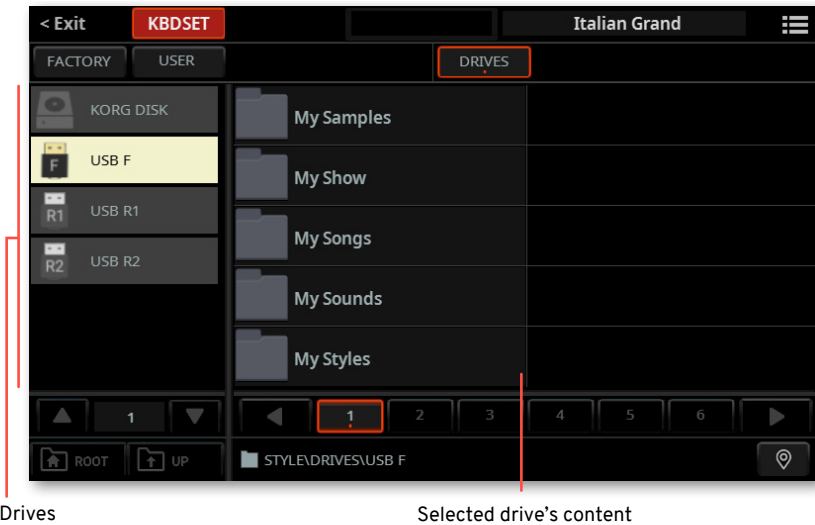 < Exit KBDSET Italian Grand
FACTORY USER DRIVES
KORG DISK
F USB F
R1 USB R1
R2 USB R2
My Samples
My Show
My Songs
My Sounds
My Styles
1 1 2 3 4 5 6
ROOT UP STYLE\DRIVES\USB F
Drives Selected drive's content